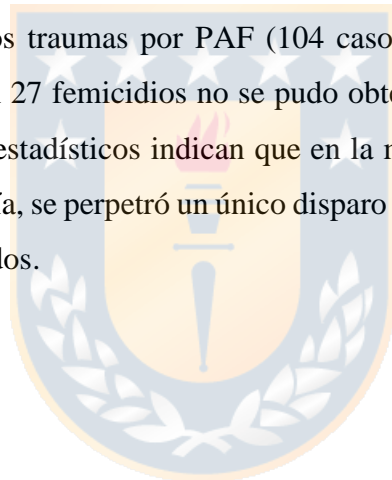 os traumas por PAF (104 caso
27 femicidios no se pudo obt
estadísticos indican que en la
ía, se perpetró un único disparo
dos.